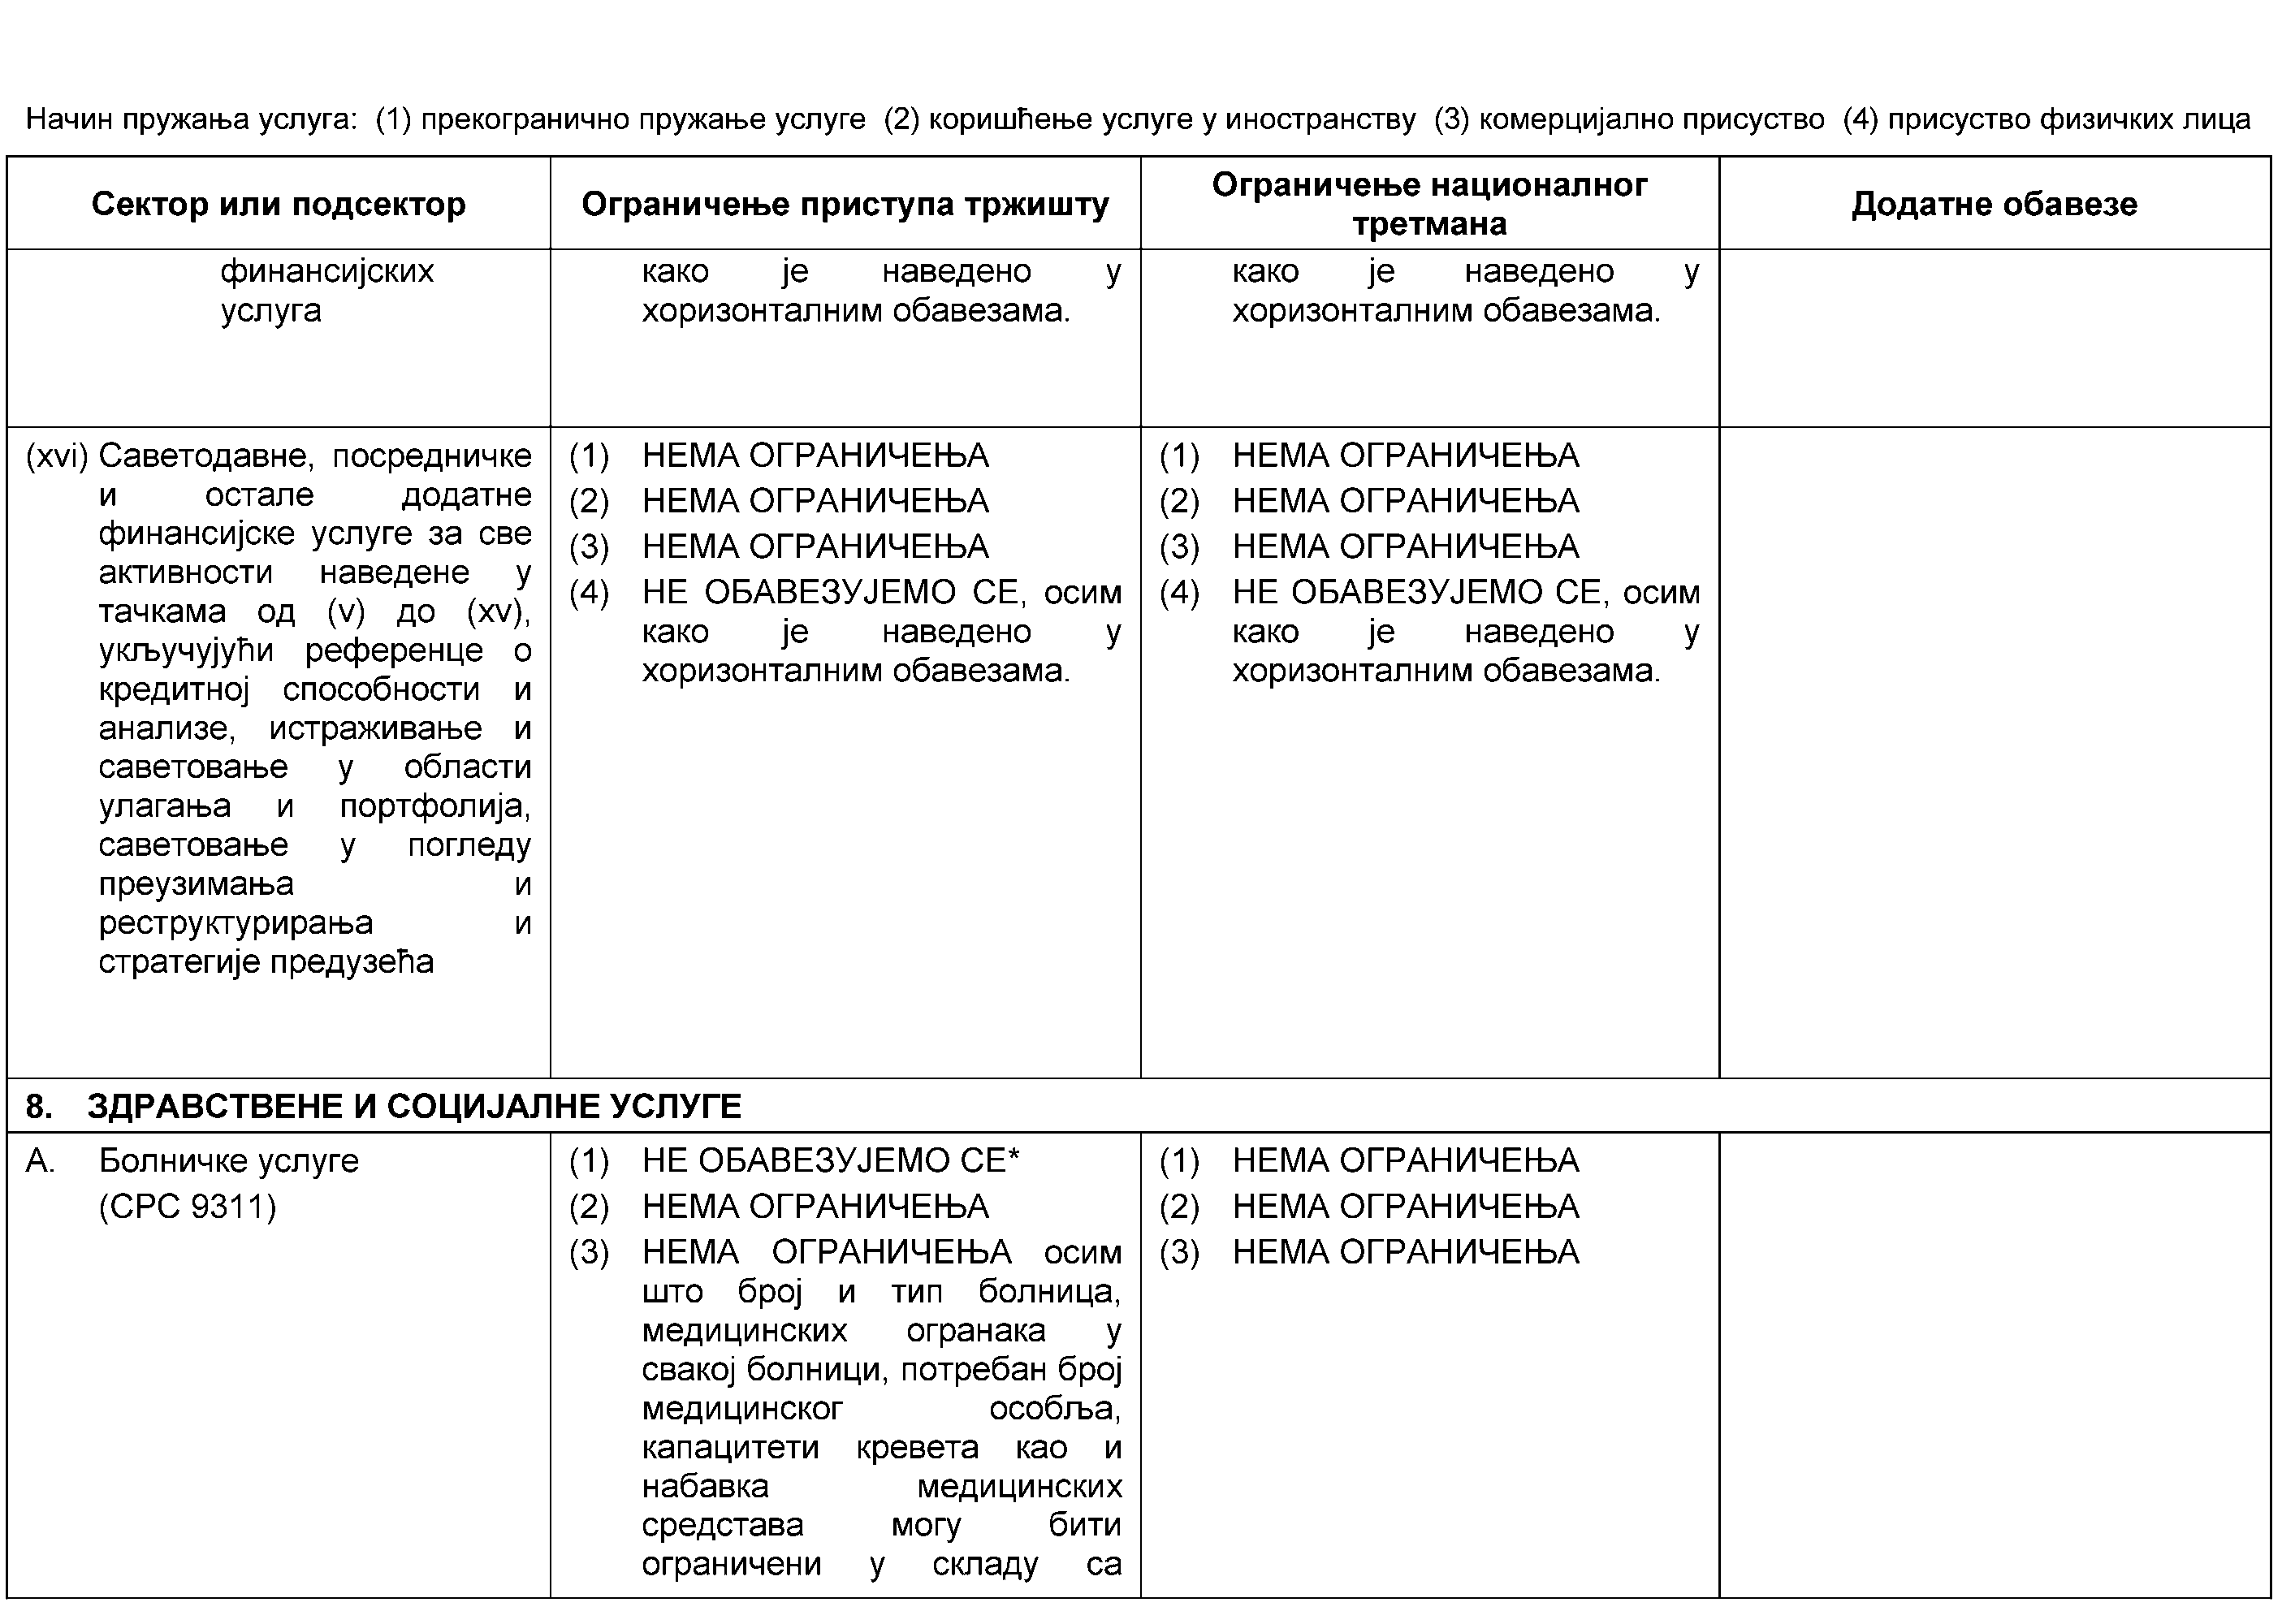 Начин пружања услуга: (1) прекогранично пружање услуге (2) коришћење услуге у иностранству (3) комерцијално присуство (4) присуство физичких лица
Сектор или подсектор
Ограничење приступа тржишту
Ограничење националног
третмана
Додатне обавезе
финансијских
услуга
како је наведено у
хоризонталним обавезама.
како је наведено у
хоризонталним обавезама.
(xvi) Саветодавне, посредничке
и остале додатне
финансијске услуге за све
активности наведене у
тачкама од (v) до (xv),
укључујући референце о
кредитној способности и
анализе, истраживање и
саветовање у области
улагања и портфолија,
саветовање у погледу
преузимања и
реструктурирања и
стратегије предузећа
(1) НЕМА ОГРАНИЧЕЊА
(2) НЕМА ОГРАНИЧЕЊА
(3) НЕМА ОГРАНИЧЕЊА
(4) НЕ ОБАВЕЗУЈЕМО СЕ, осим
како је наведено у
хоризонталним обавезама.
(1) НЕМА ОГРАНИЧЕЊА
(2) НЕМА ОГРАНИЧЕЊА
(3) НЕМА ОГРАНИЧЕЊА
(4) НЕ ОБАВЕЗУЈЕМО СЕ, осим
како је наведено у
хоризонталним обавезама.
8. ЗДРАВСТВЕНЕ И СОЦИЈАЛНЕ УСЛУГЕ
А. Болничке услуге
(CPC 9311)
(1) НЕ ОБАВЕЗУЈЕМО СЕ*
(2) НЕМА ОГРАНИЧЕЊА
(3) НЕМА ОГРАНИЧЕЊА осим
што број и тип болница,
медицинских огранака у
свакој болници, потребан број
медицинског особља,
капацитети кревета као и
набавка медицинских
средстава могу бити
ограничени у складу са
(1) НЕМА ОГРАНИЧЕЊА
(2) НЕМА ОГРАНИЧЕЊА
(3) НЕМА ОГРАНИЧЕЊА